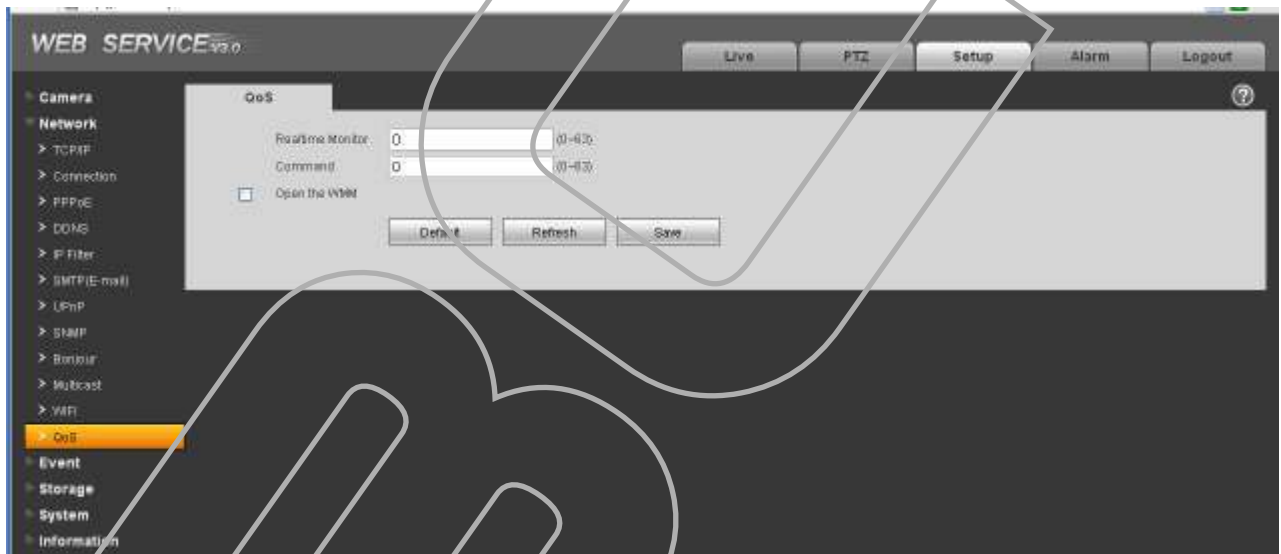 WEB SERVICE V3.0
Live PTZ Setup Alarm Logout
Camera
Network
TCP/IP
Connection
PPPoE
DDNS
IP Filter
SMTP(E-mail)
UPnP
SNMP
Bonjour
Multicast
WIFI
QoS
Event
Storage
System
Information
QoS
Realtime Monitor 0 (0~63)
Command 0 (0~63)
Open the WMM
Default Refresh Save